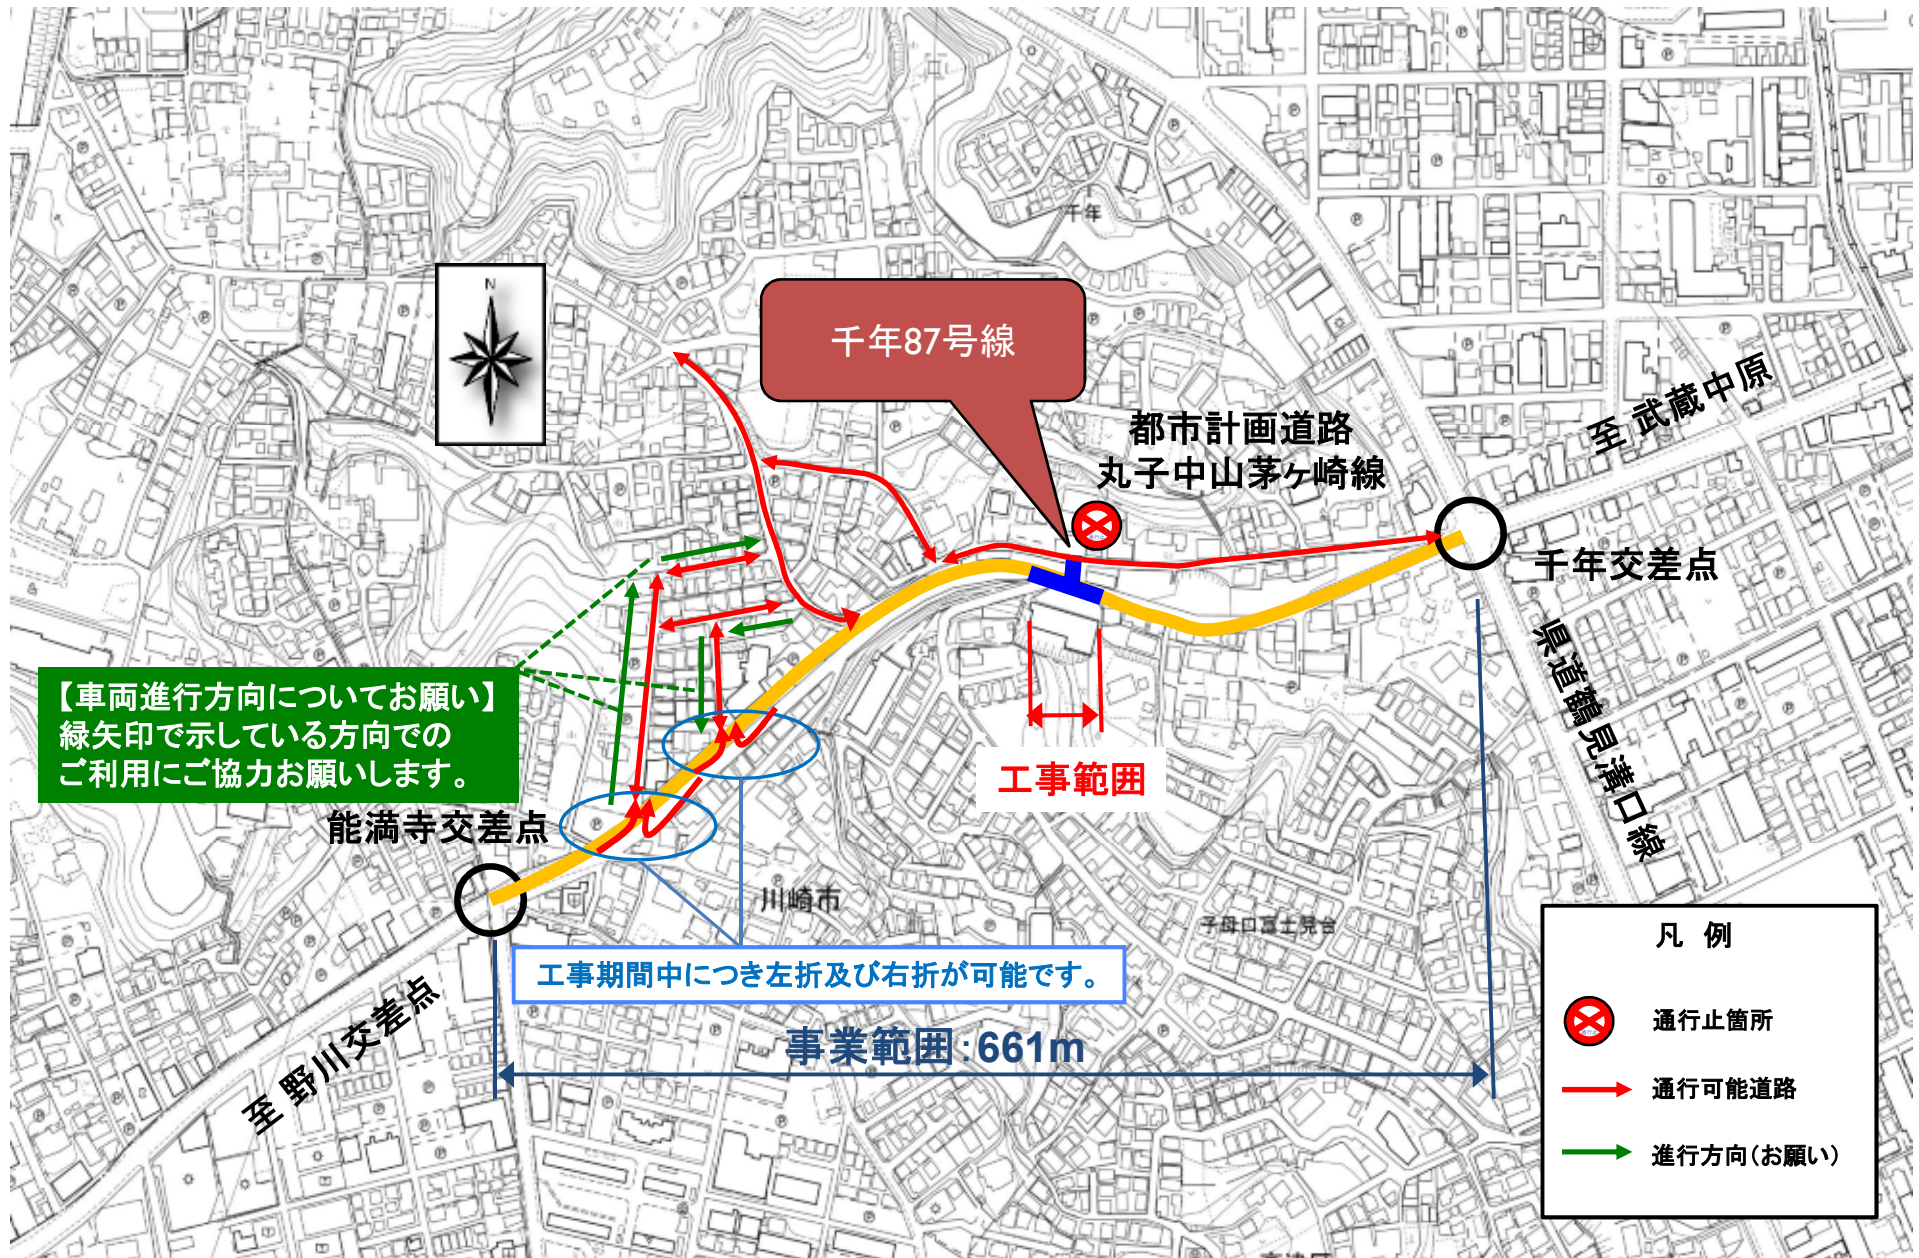 千年
N
千年87号線
至 武蔵中原
都市計画道路
丸子中山茅ヶ崎線
千年交差点
県道鶴見溝口線
【車両進行方向についてお願い】
緑矢印で示している方向での
ご利用にご協力お願いします。
工事範囲
能満寺交差点
川崎市
子母口富士見台
工事期間中につき左折及び右折が可能です。
事業範囲:661m
至 野川交差点
凡 例
通行止箇所
通行可能道路
進行方向(お願い)